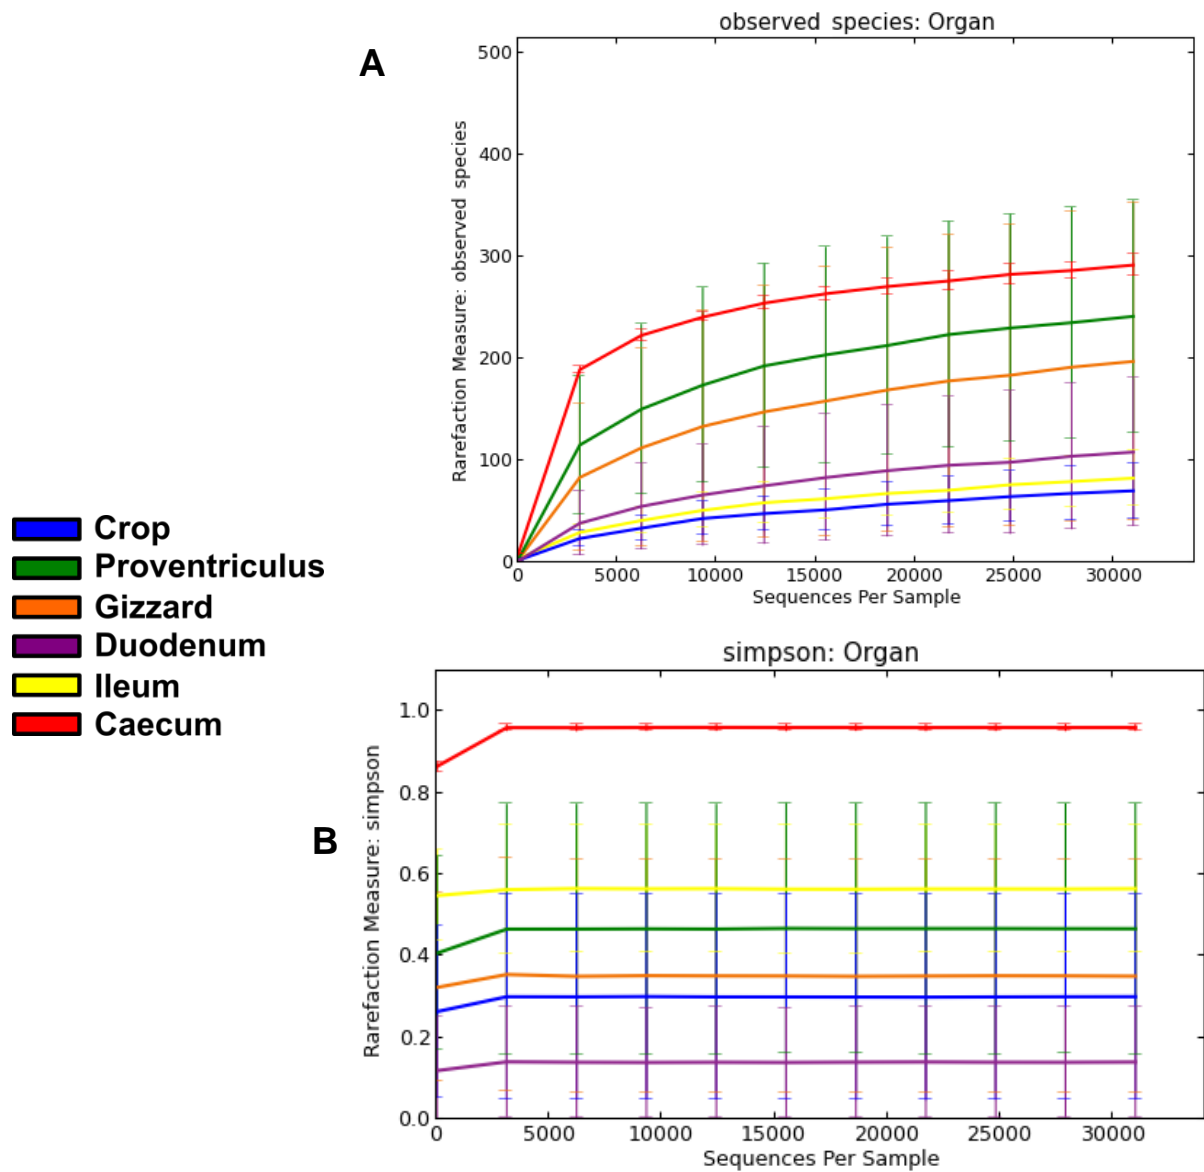 A
observed species: Organ
Rarefaction Measure: observed species
500
400
300
200
100
0
0 5000 10000 15000 20000 25000 30000
Sequences Per Sample
Crop
Proventriculus
Gizzard
Duodenum
Ileum
Caecum
B
simpson: Organ
Rarefaction Measure: simpson
1.0
0.8
0.6
0.4
0.2
0.0
0 5000 10000 15000 20000 25000 30000
Sequences Per Sample